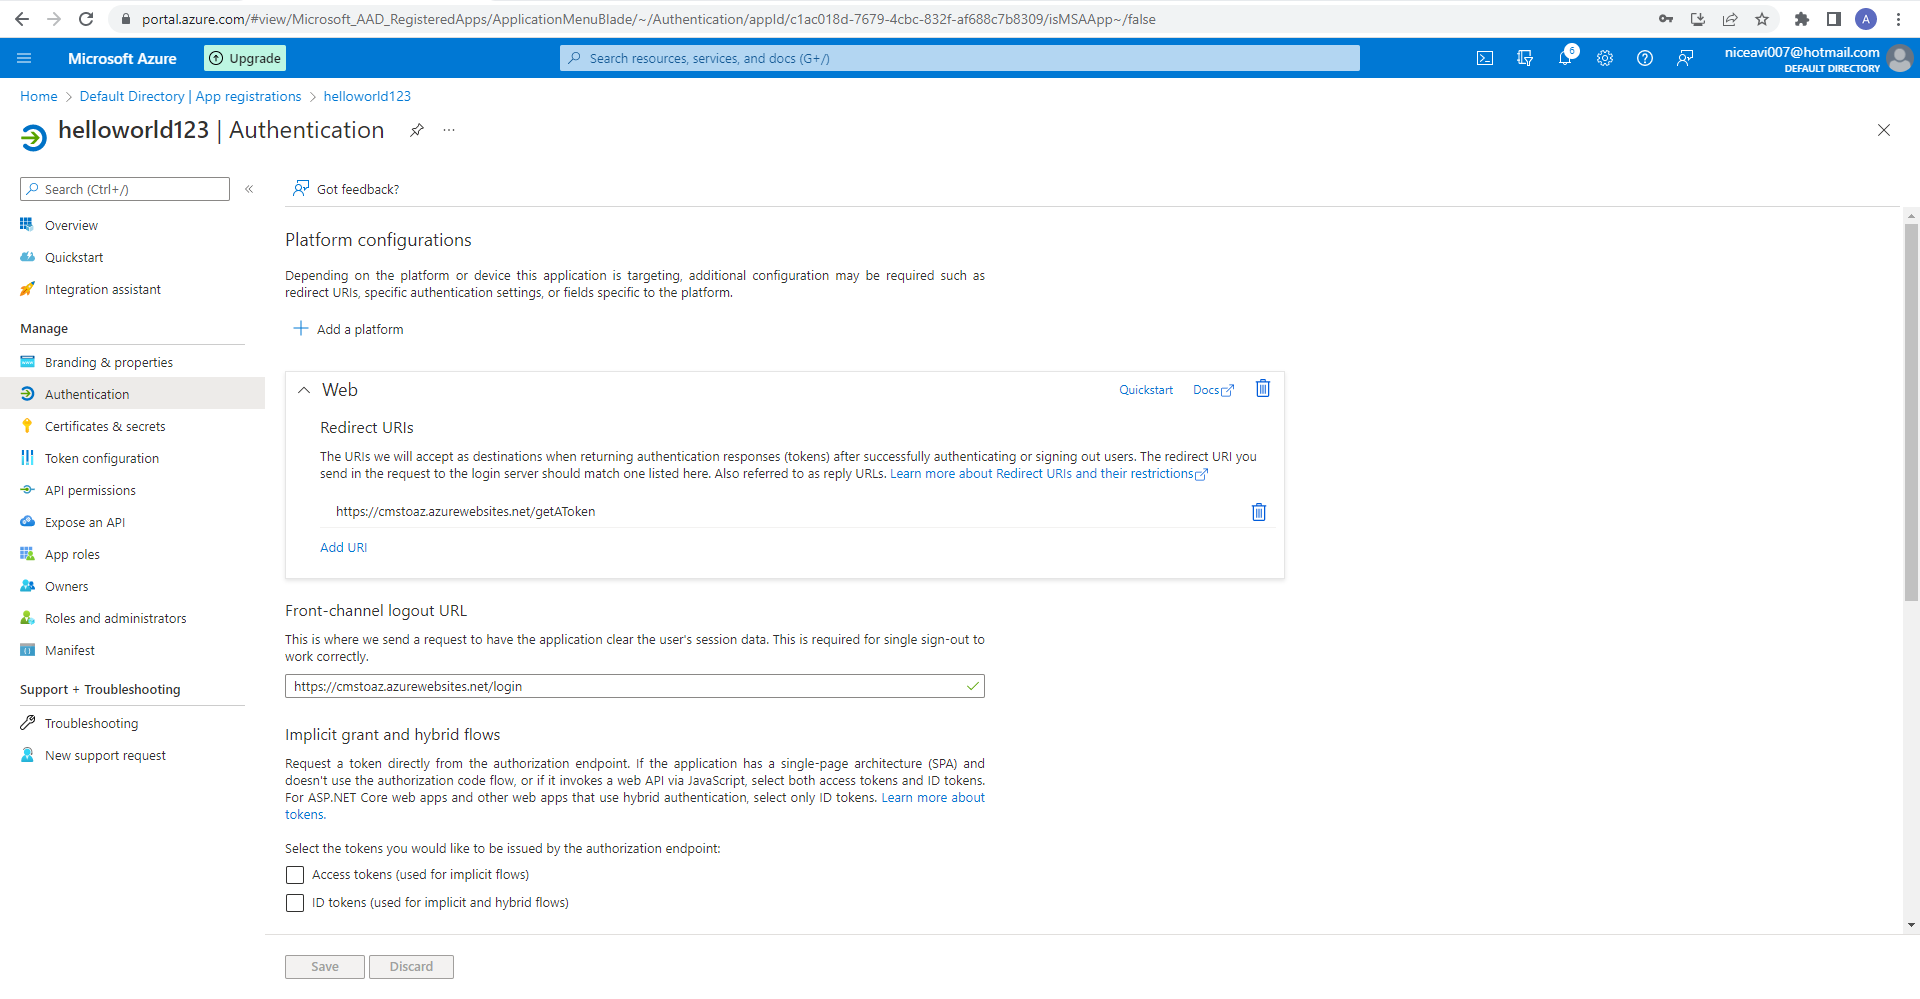 portal.azure.com/#view/Microsoft_AAD_RegisteredApps/ApplicationMenuBlade/~/Authentication/appId/c1ac018d-7679-4cbc-832f-af688c7b8309/isMSAApp~/false
A
Microsoft Azure
Upgrade
Search resources, services, and docs (G+/)
6
niceavi007@hotmail.com
DEFAULT DIRECTORY
Home > Default Directory | App registrations > helloworld123
helloworld123 | Authentication
Search (Ctrl+/)
«
Overview
Quickstart
Integration assistant
Manage
Branding & properties
Authentication
Certificates & secrets
Token configuration
API permissions
Expose an API
App roles
Owners
Roles and administrators
Manifest
Support + Troubleshooting
Troubleshooting
New support request
Got feedback?
Platform configurations
Depending on the platform or device this application is targeting, additional configuration may be required such as
redirect URIs, specific authentication settings, or fields specific to the platform.
Add a platform
Web
Quickstart
Docs
Redirect URIs
The URIs we will accept as destinations when returning authentication responses (tokens) after successfully authenticating or signing out users. The redirect URI you
send in the request to the login server should match one listed here. Also referred to as reply URLs. Learn more about Redirect URIs and their restrictions
https://cmstoaz.azurewebsites.net/getAToken
Add URI
Front-channel logout URL
This is where we send a request to have the application clear the user's session data. This is required for single sign-out to
work correctly.
https://cmstoaz.azurewebsites.net/login
Implicit grant and hybrid flows
Request a token directly from the authorization endpoint. If the application has a single-page architecture (SPA) and
doesn't use the authorization code flow, or if it invokes a web API via JavaScript, select both access tokens and ID tokens.
For ASP.NET Core web apps and other web apps that use hybrid authentication, select only ID tokens. Learn more about
tokens.
Select the tokens you would like to be issued by the authorization endpoint:
Access tokens (used for implicit flows)
ID tokens (used for implicit and hybrid flows)
Save
Discard